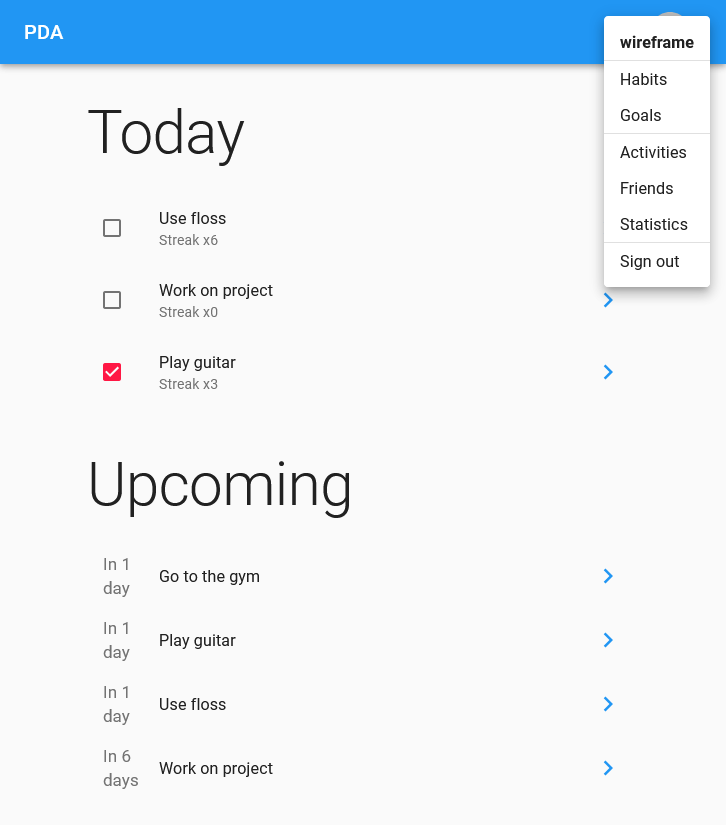 PDA
wireframe
Habits
Goals
Activities
Friends
Statistics
Sign out
Today
Use floss
Streak x6
Work on project
Streak x0
Play guitar
Streak x3
Upcoming
In 1
day
Go to the gym
In 1
day
Play guitar
In 1
day
Use floss
In 6
days
Work on project